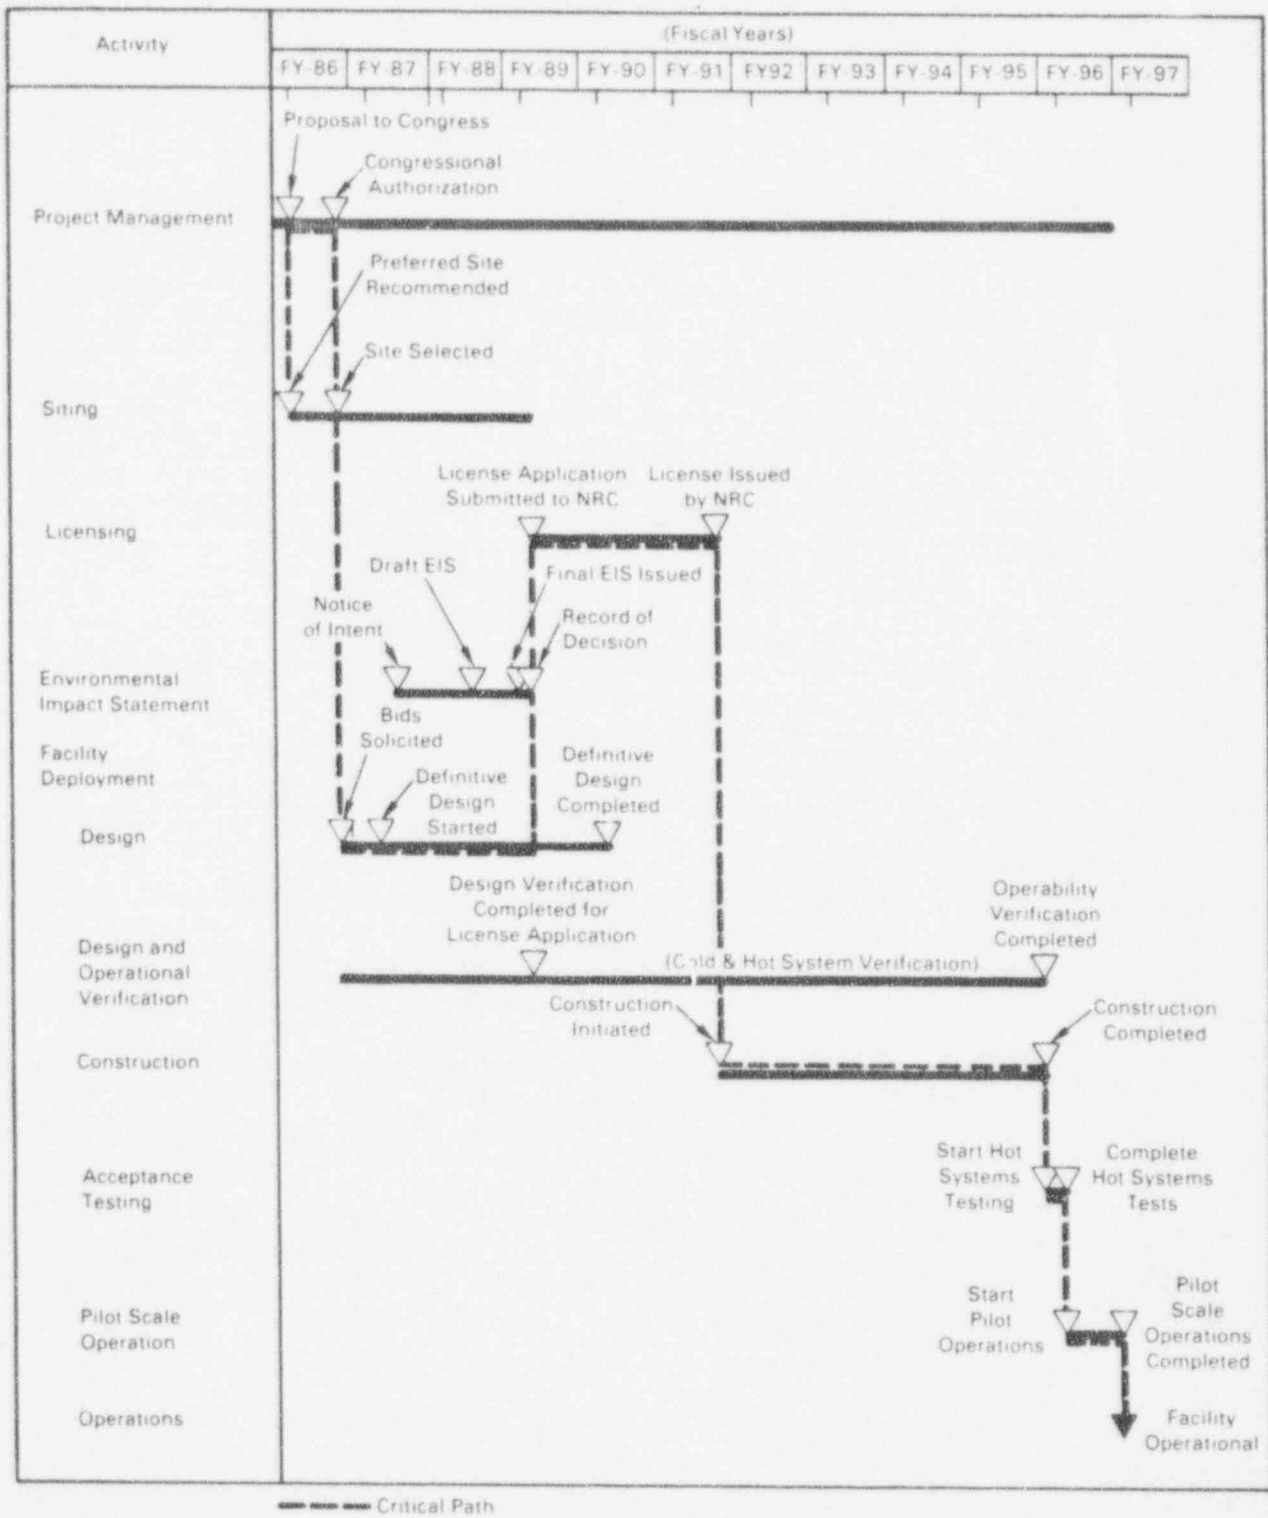 Activity
(Fiscal Years)
FY-86 FY-87 FY-88 FY-89 FY-90 FY-91 FY92 FY-93 FY-94 FY-95 FY-96 FY-97
Proposal to Congress
Congressional
Authorization
Project Management
Preferred Site
Recommended
Site Selected
Siting
License Application
Submitted to NRC
License Issued
by NRC
Licensing
Draft EIS
Final EIS Issued
Notice
of Intent
Record of
Decision
Environmental
Impact Statement
Bids
Solicited
Facility
Deployment
Definitive
Design
Started
Definitive
Design
Completed
Design
Design Verification
Completed for
License Application
Operability
Verification
Completed
Design and
Operational
Verification
(Cold & Hot System Verification)
Construction
Initiated
Construction
Completed
Construction
Start Hot
Systems
Testing
Complete
Hot Systems
Tests
Acceptance
Testing
Start
Pilot
Operations
Pilot
Scale
Operations
Completed
Pilot Scale
Operation
Operations
Facility
Operational
Critical Path